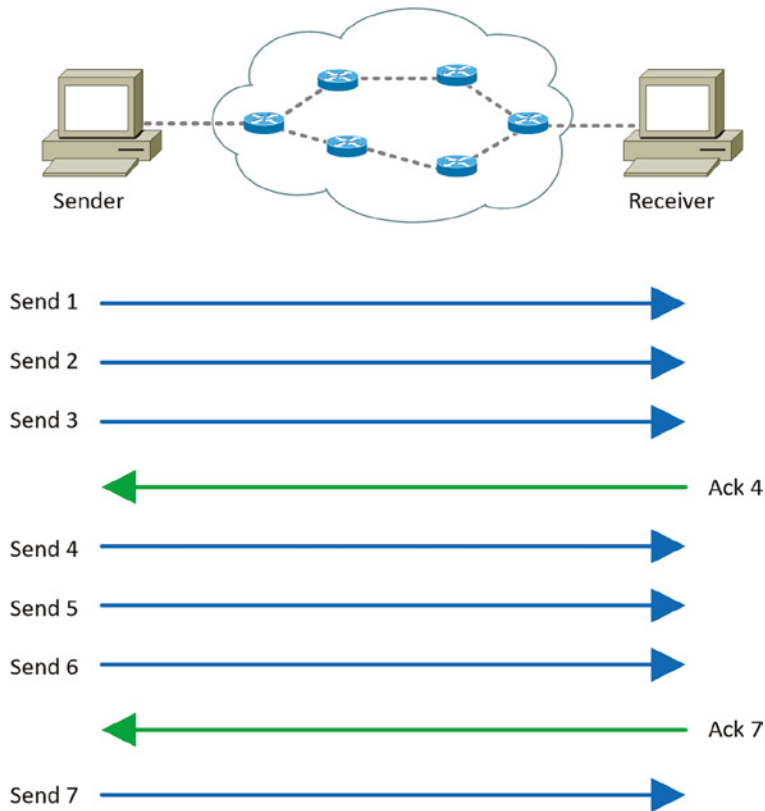 Sender
Receiver
Send 1
Send 2
Send 3
Ack 4
Send 4
Send 5
Send 6
Ack 7
Send 7